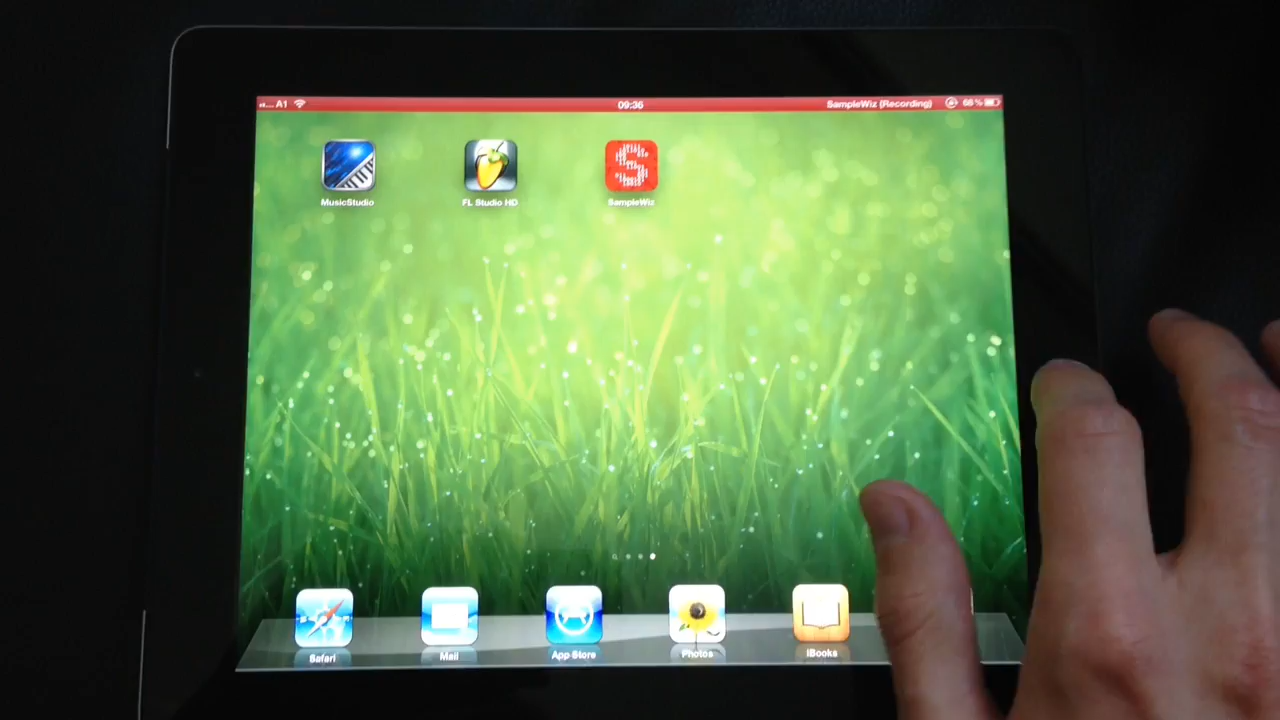 A1 09:36 SampleWiz (Recording) 66%
MusicStudio FL Studio HD SampleWiz
Safari Mail App Store Photos iBooks